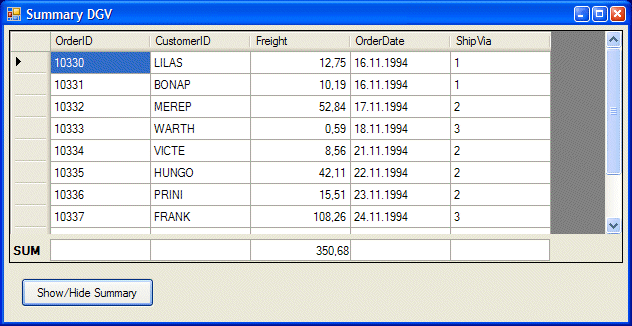 Summary DGV
OrderID CustomerID Freight OrderDate ShipVia
10330 LILAS 12,75 16.11.1994 1
10331 BONAP 10,19 16.11.1994 1
10332 MEREP 52,84 17.11.1994 2
10333 WARTH 0,59 18.11.1994 3
10334 VICTE 8,56 21.11.1994 2
10335 HUNGO 42,11 22.11.1994 2
10336 PRINI 15,51 23.11.1994 2
10337 FRANK 108,26 24.11.1994 3
SUM 350,68
Show/Hide Summary